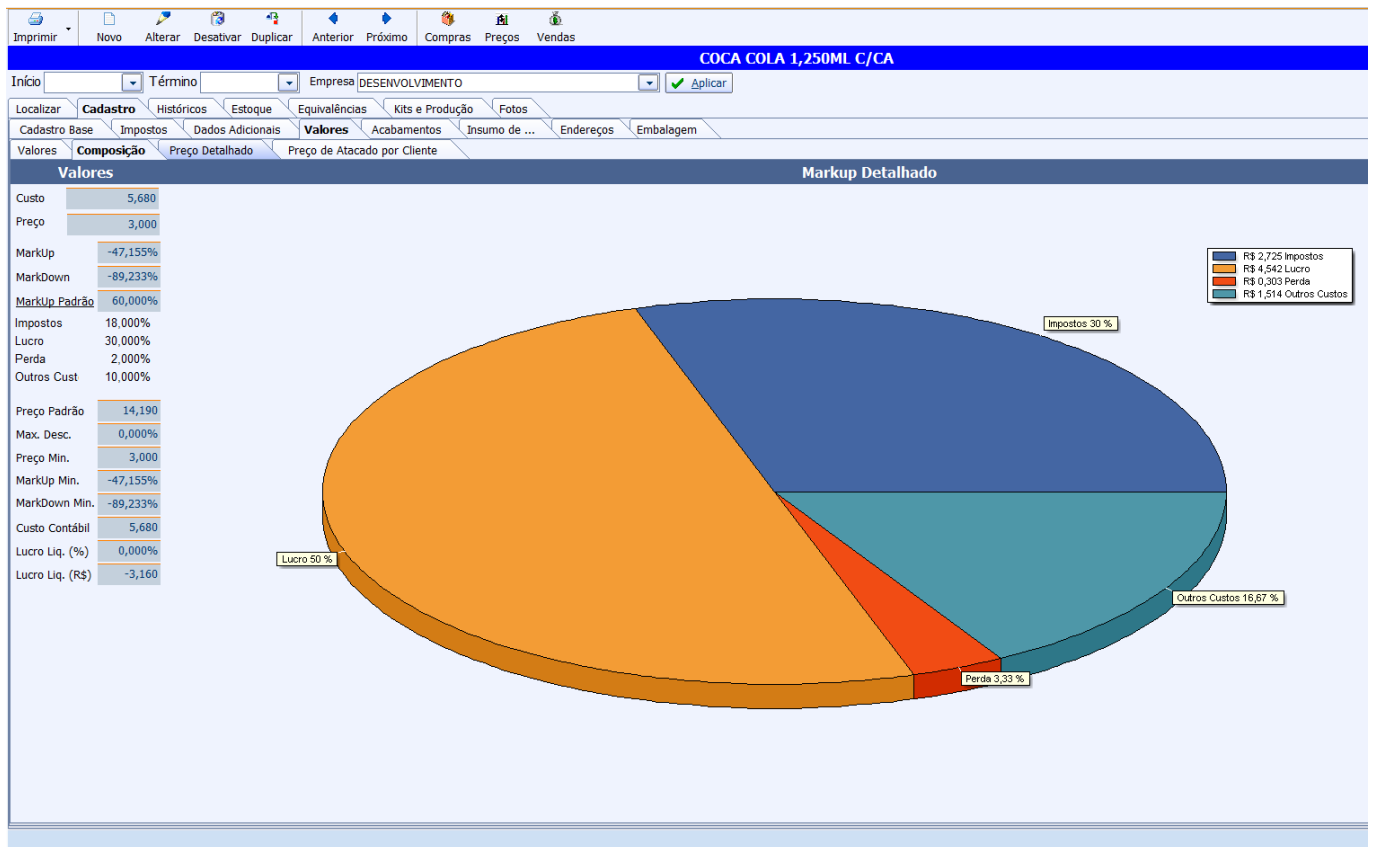 Imprimir Novo Alterar Desativar Duplicar Anterior Próximo Compras Preços Vendas
COCA COLA 1,250ML C/CA
Início Término Empresa DESENVOLVIMENTO Aplicar
Localizar Cadastro Históricos Estoque Equivalências Kits e Produção Fotos
Cadastro Base Impostos Dados Adicionais Valores Acabamentos Insumo de ... Endereços Embalagem
Valores Composição Preço Detalhado Preço de Atacado por Cliente
Valores Markup Detalhado
Custo 5,680
Preço 3,000
MarkUp -47,155%
MarkDown -89,233%
MarkUp Padrão 60,000%
Impostos 18,000%
Lucro 30,000%
Perda 2,000%
Outros Cust 10,000%
Preço Padrão 14,190
Max. Desc. 0,000%
Preço Min. 3,000
MarkUp Min. -47,155%
MarkDown Min. -89,233%
Custo Contábil 5,680
Lucro Liq. (%) 0,000%
Lucro Liq. (R$) -3,160
R$ 2,725 Impostos
R$ 4,542 Lucro
R$ 0,303 Perda
R$ 1,514 Outros Custos
Impostos 30 %
Lucro 50 %
Outros Custos 16,67 %
Perda 3,33 %